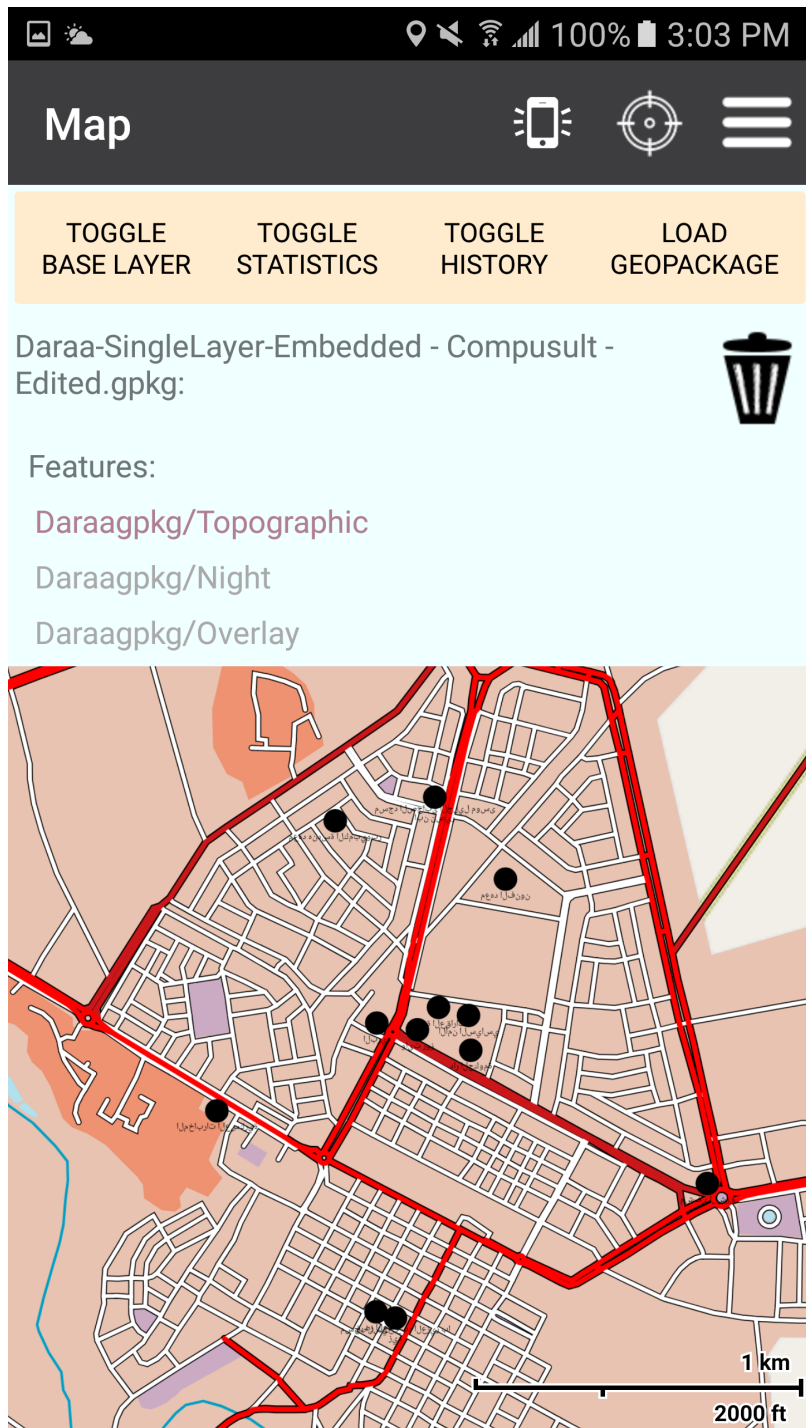 100% 3:03 PM
Map
TOGGLE BASE LAYER
TOGGLE STATISTICS
TOGGLE HISTORY
LOAD GEOPACKAGE
Daraa-SingleLayer-Embedded - Compusult -
Edited.gpkg:
Features:
Daraagpkg/Topographic
Daraagpkg/Night
Daraagpkg/Overlay
معهد الفنون
1 km
2000 ft